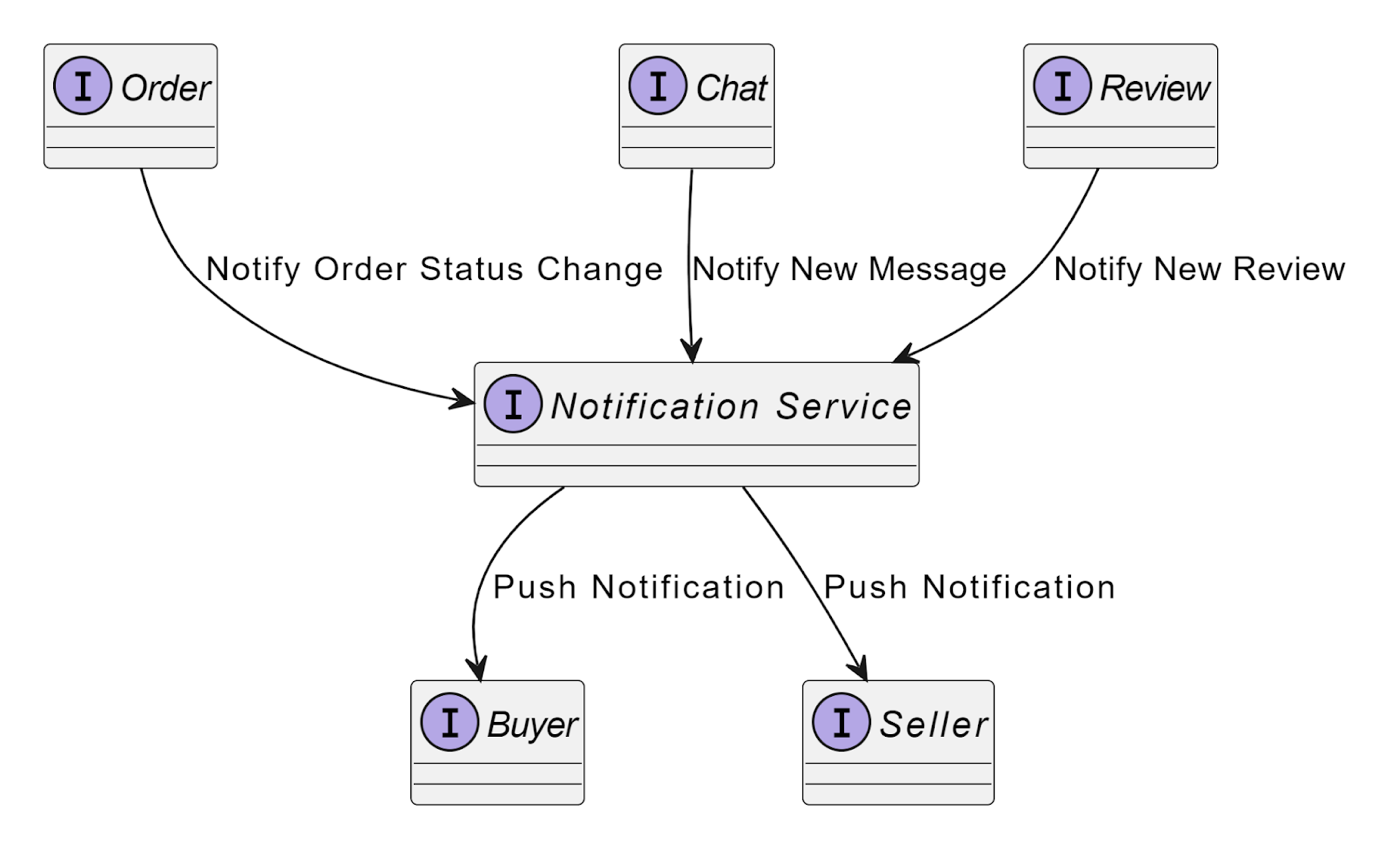 I Order
I Chat
I Review
Notify Order Status Change
Notify New Message
Notify New Review
I Notification Service
Push Notification
Push Notification
I Buyer
I Seller